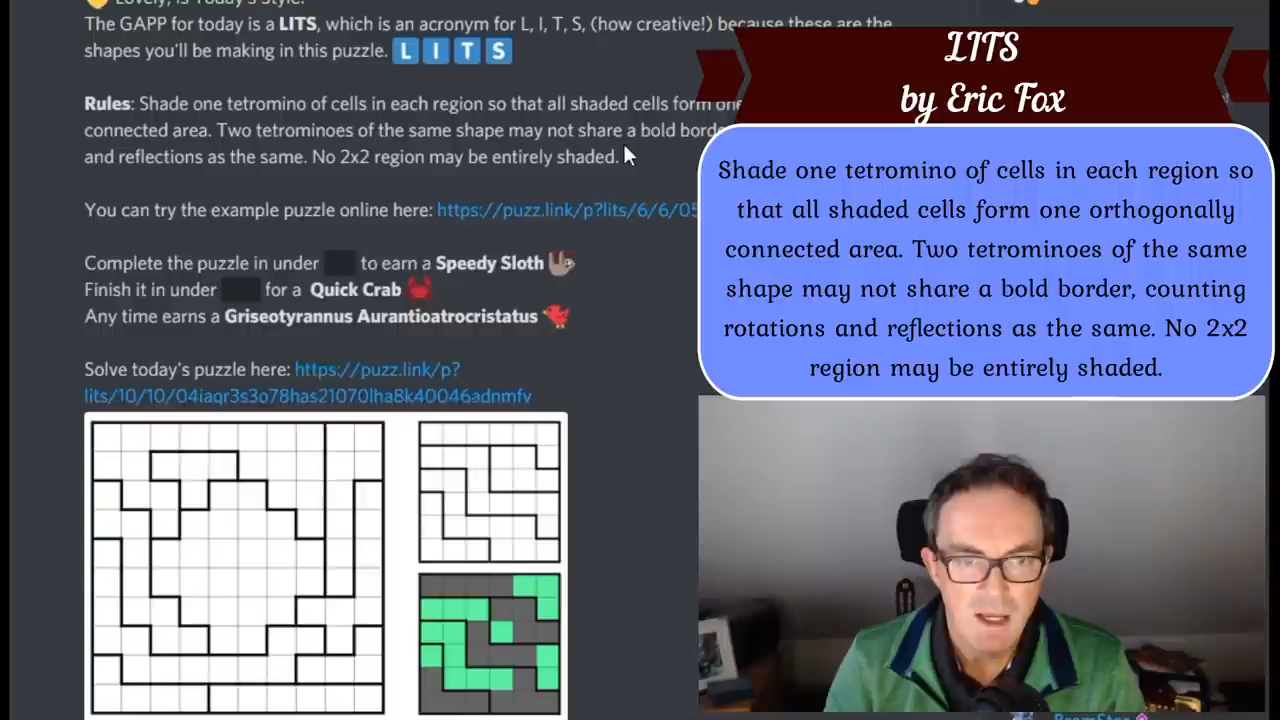 Lovely, is Today's Style.
The GAPP for today is a LITS, which is an acronym for L, I, T, S, (how creative!) because these are the
shapes you'll be making in this puzzle. L I T S
Rules: Shade one tetromino of cells in each region so that all shaded cells form one
connected area. Two tetrominoes of the same shape may not share a bold
and reflections as the same. No 2x2 region may be entirely shaded.
You can try the example puzzle online here: https://puzz.link/p?lits/6/6/05
Complete the puzzle in under to earn a Speedy Sloth
Finish it in under for a Quick Crab
Any time earns a Griseotyrannus Aurantioatrocristatus
Solve today's puzzle here: https://puzz.link/p?
lits/10/10/04iaqr3s3o78has21070lha8k40046adnmfv
LITS
by Eric Fox
Shade one tetromino of cells in each region so
that all shaded cells form one orthogonally
connected area. Two tetrominoes of the same
shape may not share a bold border, counting
rotations and reflections as the same. No 2x2
region may be entirely shaded.